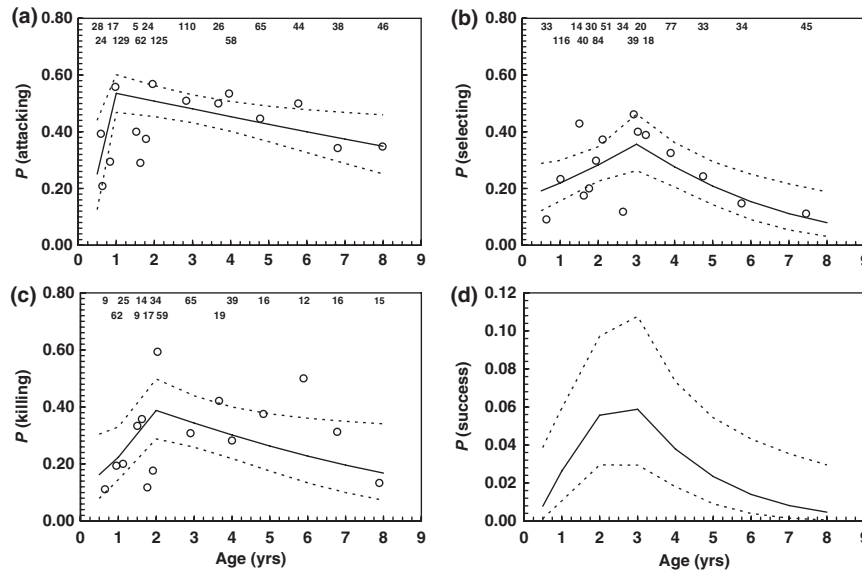 (a)
28 17 5 24 110 26 65 44 38 46
24 129 62 125 58
0.80
0.60
0.40
0.20
0.00
P (attacking)
0 1 2 3 4 5 6 7 8 9
(b)
33 14 30 51 34 20 77 33 34 45
116 40 84 39 18
0.80
0.60
0.40
0.20
0.00
P (selecting)
0 1 2 3 4 5 6 7 8 9
(c)
9 25 14 34 65 39 16 12 16 15
62 9 17 59 19
0.80
0.60
0.40
0.20
0.00
P (killing)
0 1 2 3 4 5 6 7 8 9
Age (yrs)
(d)
0.12
0.10
0.08
0.06
0.04
0.02
0.00
P (success)
0 1 2 3 4 5 6 7 8 9
Age (yrs)